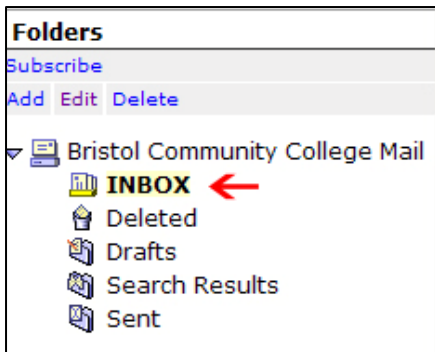 Folders
Subscribe
Add Edit Delete
Bristol Community College Mail
INBOX
Deleted
Drafts
Search Results
Sent